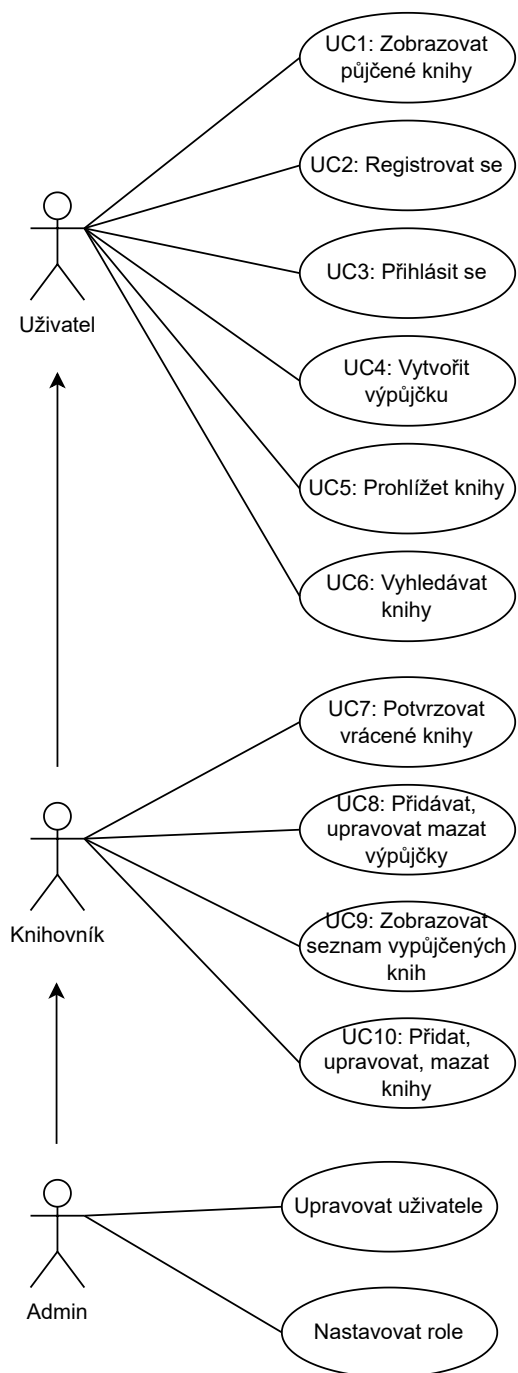 UC1: Zobrazovat
půjčené knihy
UC2: Registrovat se
UC3: Přihlásit se
Uživatel
UC4: Vytvořit
výpůjčku
UC5: Prohlížet knihy
UC6: Vyhledávat
knihy
UC7: Potvrzovat
vrácené knihy
UC8: Přidávat,
upravovat mazat
výpůjčky
Knihovník
UC9: Zobrazovat
seznam vypůjčených
knih
UC10: Přidat,
upravovat, mazat
knihy
Upravovat uživatele
Admin
Nastavovat role